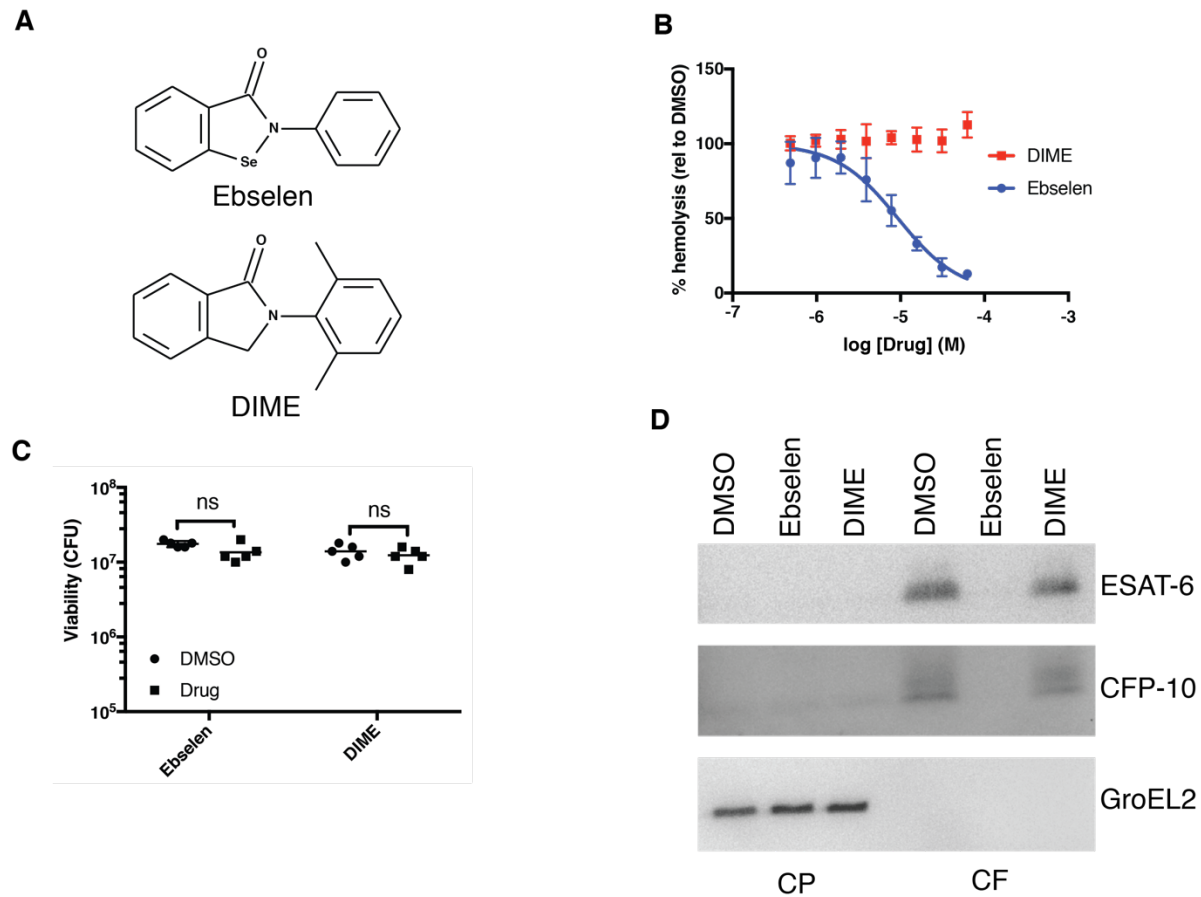 A
O
N
Se
Ebselen
O
N
DIME
B
% hemolysis (rel to DMSO)
150
100
50
0
-7
-6
-5
-4
-3
log [Drug] (M)
DIME
Ebselen
C
Viability (CFU)
10^8
10^7
10^6
10^5
ns
ns
DMSO
Drug
Ebselen
DIME
D
DMSO
Ebselen
DIME
DMSO
Ebselen
DIME
ESAT-6
CFP-10
GroEL2
CP
CF